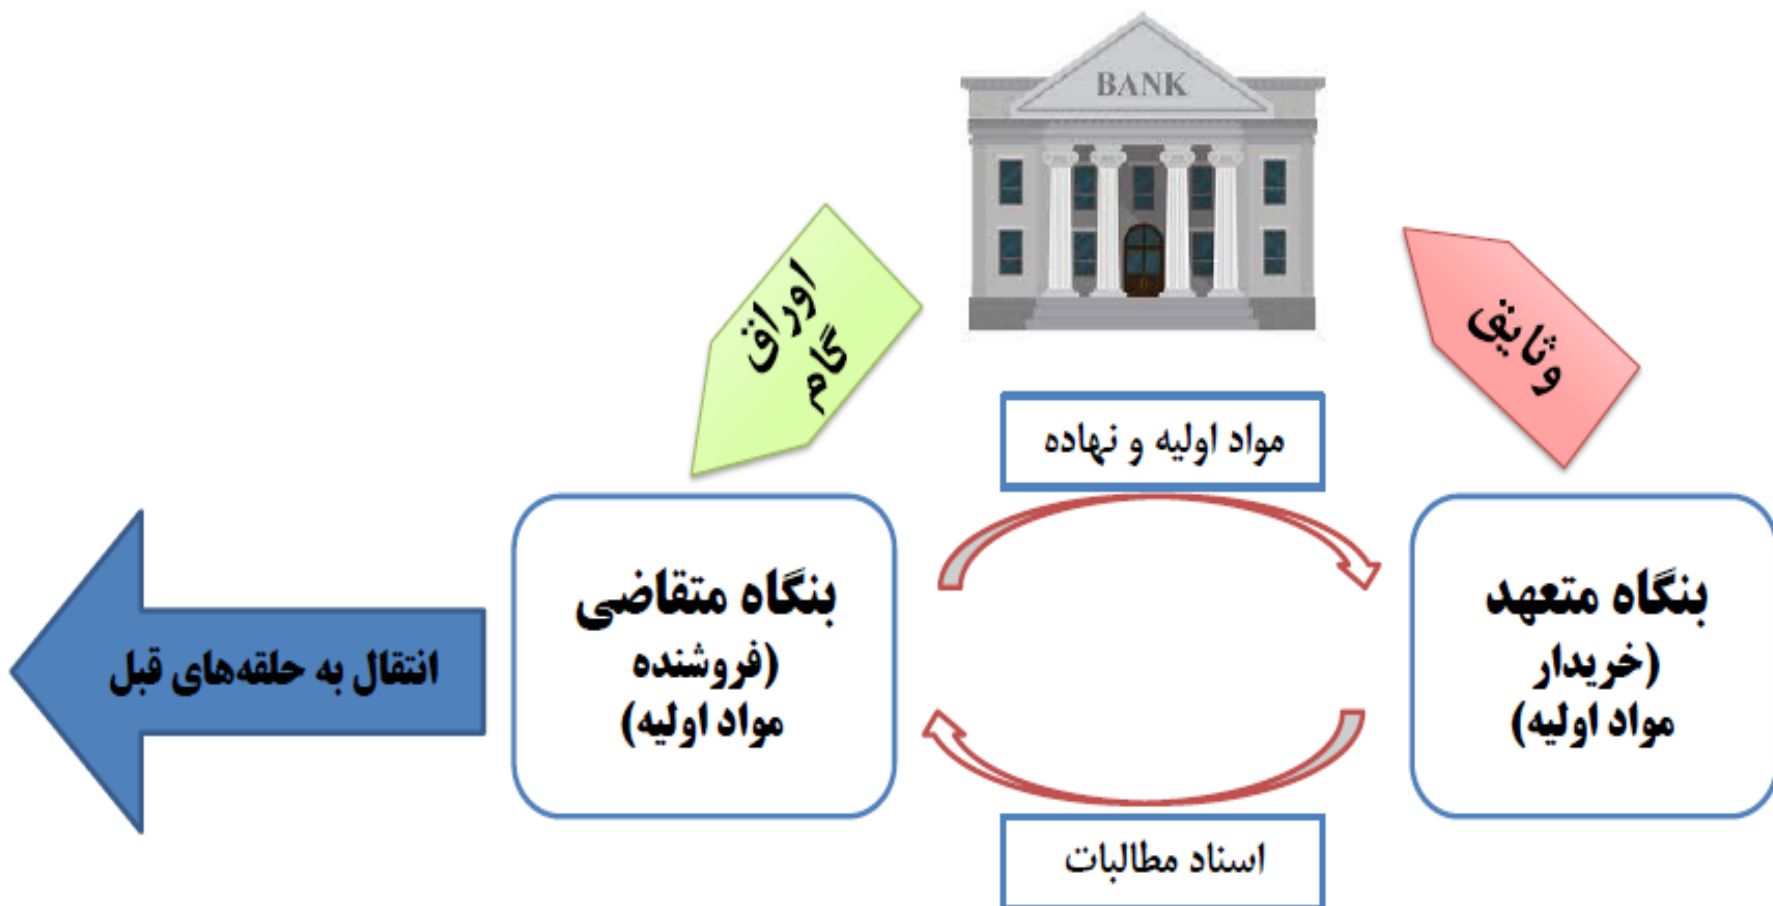 BANK
وثایق
اوراق
گام
مواد اولیه و نهاده
بنگاه متعهد
(خریدار
مواد اولیه)
بنگاه متقاضی
(فروشنده
مواد اولیه)
انتقال به حلقه‌های قبل
اسناد مطالبات